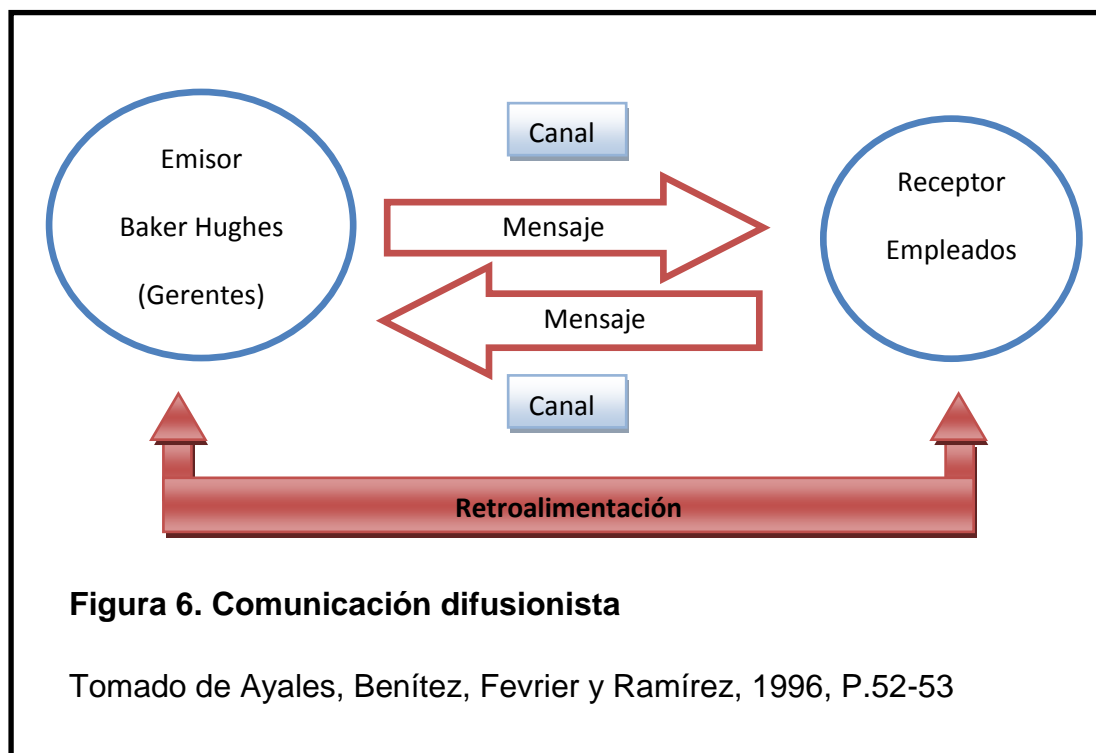 Canal
Emisor
Baker Hughes
(Gerentes)
Mensaje
Receptor
Empleados
Mensaje
Canal
Retroalimentación
Figura 6. Comunicación difusionista
Tomado de Ayales, Benítez, Fevrier y Ramírez, 1996, P.52-53